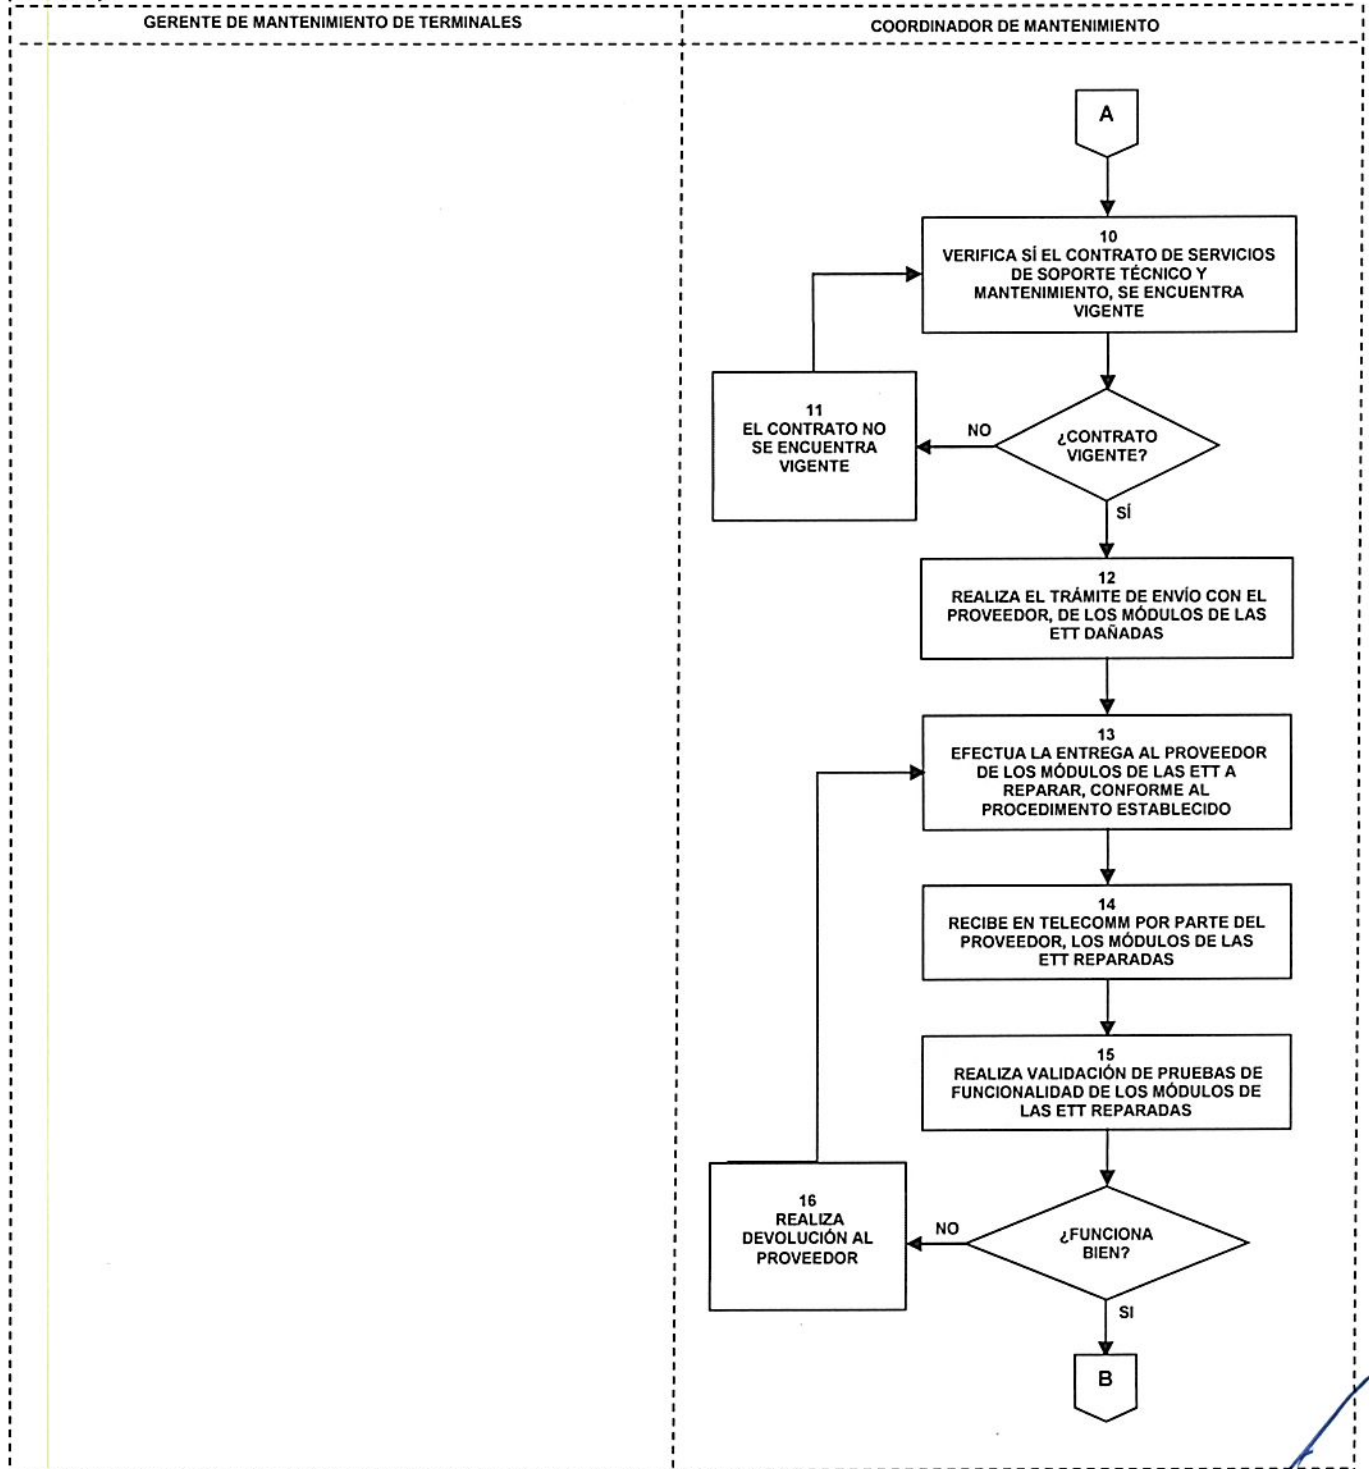 GERENTE DE MANTENIMIENTO DE TERMINALES
COORDINADOR DE MANTENIMIENTO
A
10
VERIFICA SÍ EL CONTRATO DE SERVICIOS
DE SOPORTE TÉCNICO Y
MANTENIMIENTO, SE ENCUENTRA
VIGENTE
11
EL CONTRATO NO
SE ENCUENTRA
VIGENTE
NO
¿CONTRATO
VIGENTE?
SÍ
12
REALIZA EL TRÁMITE DE ENVÍO CON EL
PROVEEDOR, DE LOS MÓDULOS DE LAS
ETT DAÑADAS
13
EFECTUA LA ENTREGA AL PROVEEDOR
DE LOS MÓDULOS DE LAS ETT A
REPARAR, CONFORME AL
PROCEDIMENTO ESTABLECIDO
14
RECIBE EN TELECOMM POR PARTE DEL
PROVEEDOR, LOS MÓDULOS DE LAS
ETT REPARADAS
15
REALIZA VALIDACIÓN DE PRUEBAS DE
FUNCIONALIDAD DE LOS MÓDULOS DE
LAS ETT REPARADAS
16
REALIZA
DEVOLUCIÓN AL
PROVEEDOR
NO
¿FUNCIONA
BIEN?
SI
B